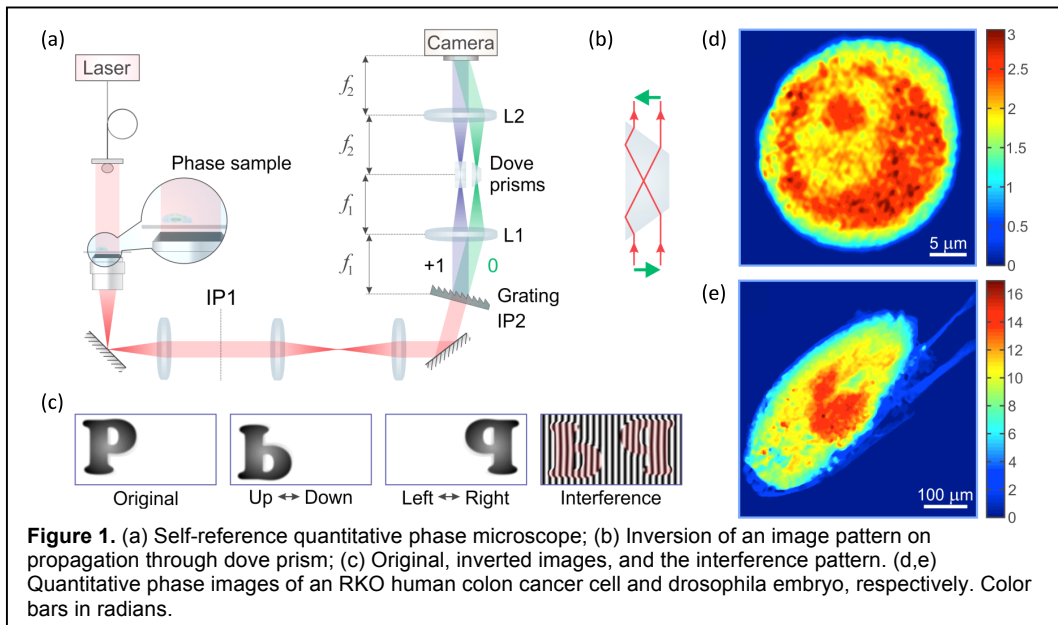 (a)
Laser
Phase sample
IP1
Camera
f2
L2
f2
Dove
prisms
f1
L1
f1
+1
0
Grating
IP2
(b)
(c)
P
Original
Up ↔ Down
Left ↔ Right
Interference
(d)
3
2.5
2
1.5
1
0.5
0
5 μm
(e)
16
14
12
10
8
6
4
2
0
100 μm
Figure 1. (a) Self-reference quantitative phase microscope; (b) Inversion of an image pattern on
propagation through dove prism; (c) Original, inverted images, and the interference pattern. (d,e)
Quantitative phase images of an RKO human colon cancer cell and drosophila embryo, respectively. Color
bars in radians.